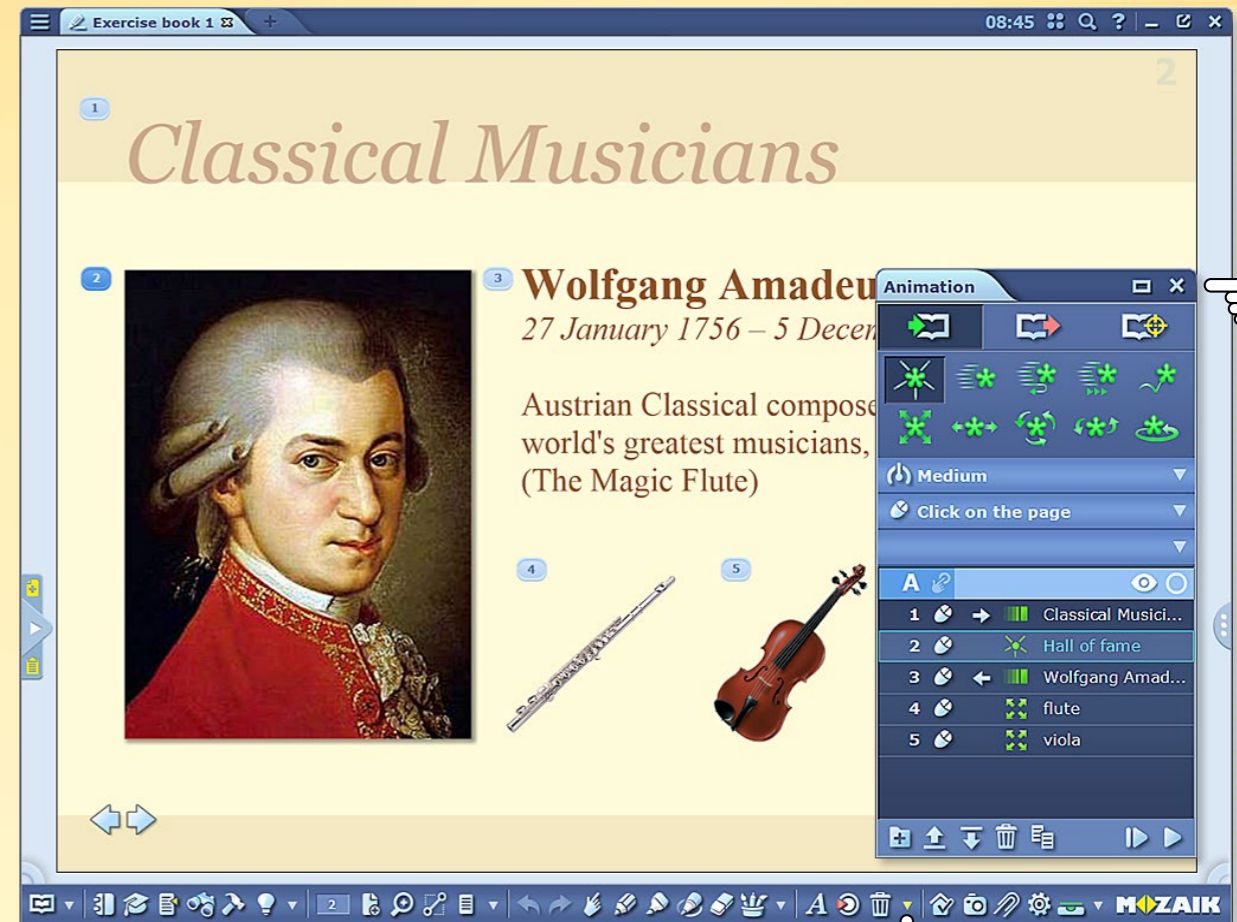 Exercise book 1
08:45
2
1
Classical Musicians
2
3
Wolfgang Amadeu
27 January 1756 – 5 Decem
Austrian Classical compose
world's greatest musicians,
(The Magic Flute)
4
5
Animation
Medium
Click on the page
A
1 Classical Musici...
2 Hall of fame
3 Wolfgang Amad...
4 flute
5 viola
2
A
MOZAIK